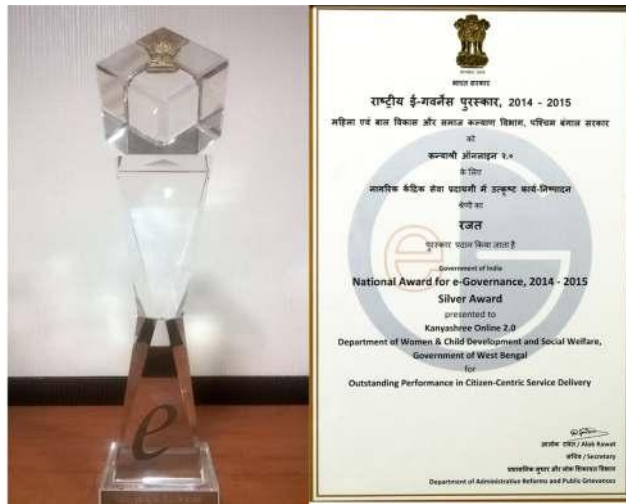 e
भारत सरकार
राष्ट्रीय ई-गवर्नेंस पुरस्कार, 2014 - 2015
महिला एवं बाल विकास और समाज कल्याण विभाग, पश्चिम बंगाल सरकार
को
कन्याश्री ऑनलाइन २.०
के लिए
नागरिक केंद्रिक सेवा प्रदायगी में उत्कृष्ट कार्य-निष्पादन
श्रेणी का
रजत
पुरस्कार प्रदान किया जाता है
e
Government of India
National Award for e-Governance, 2014 - 2015
Silver Award
presented to
Kanyashree Online 2.0
Department of Women & Child Development and Social Welfare,
Government of West Bengal
for
Outstanding Performance in Citizen-Centric Service Delivery
आलोक रावत / Alok Rawat
सचिव / Secretary
प्रशासनिक सुधार और लोक शिकायत विभाग
Department of Administrative Reforms and Public Grievances